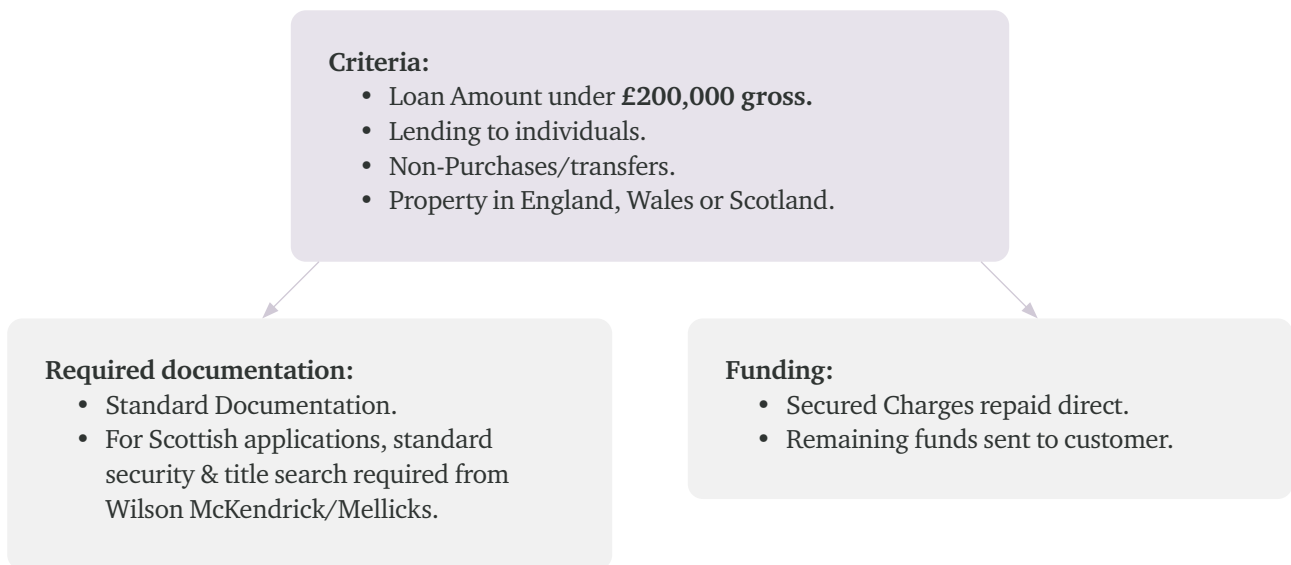 Criteria:
• Loan Amount under £200,000 gross.
• Lending to individuals.
• Non-Purchases/transfers.
• Property in England, Wales or Scotland.
Required documentation:
• Standard Documentation.
• For Scottish applications, standard
security & title search required from
Wilson McKendrick/Mellicks.
Funding:
• Secured Charges repaid direct.
• Remaining funds sent to customer.